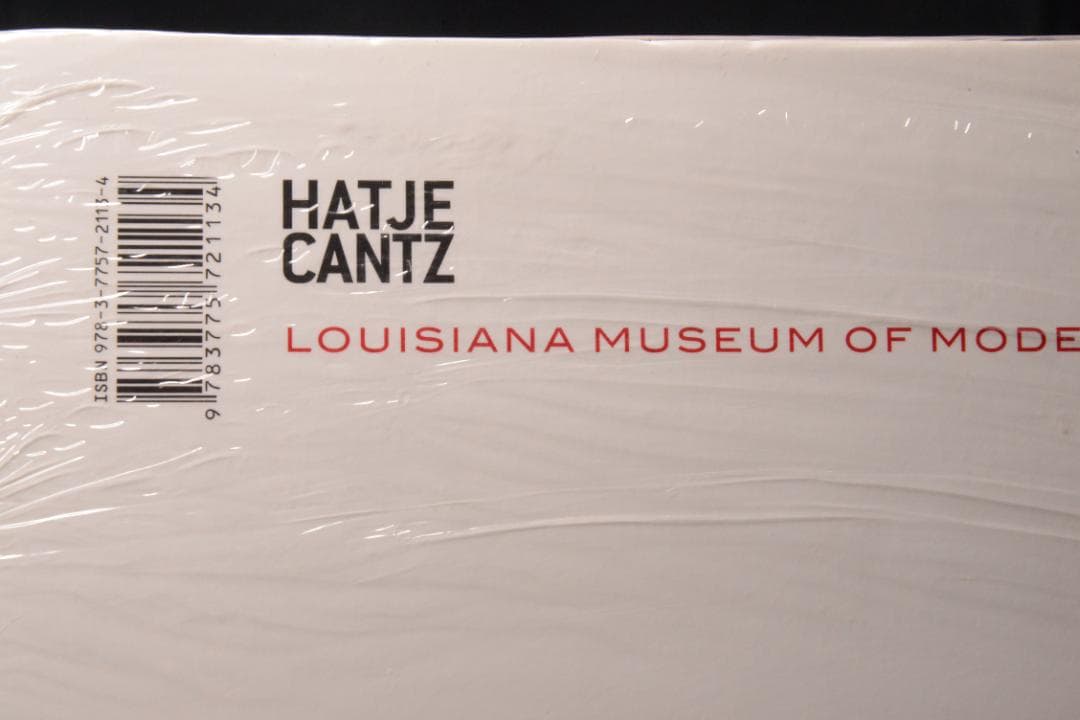 ISBN 978-3-7757-2113-4
9 783775 721134
HATJE
CANTZ
LOUISIANA MUSEUM OF MODE